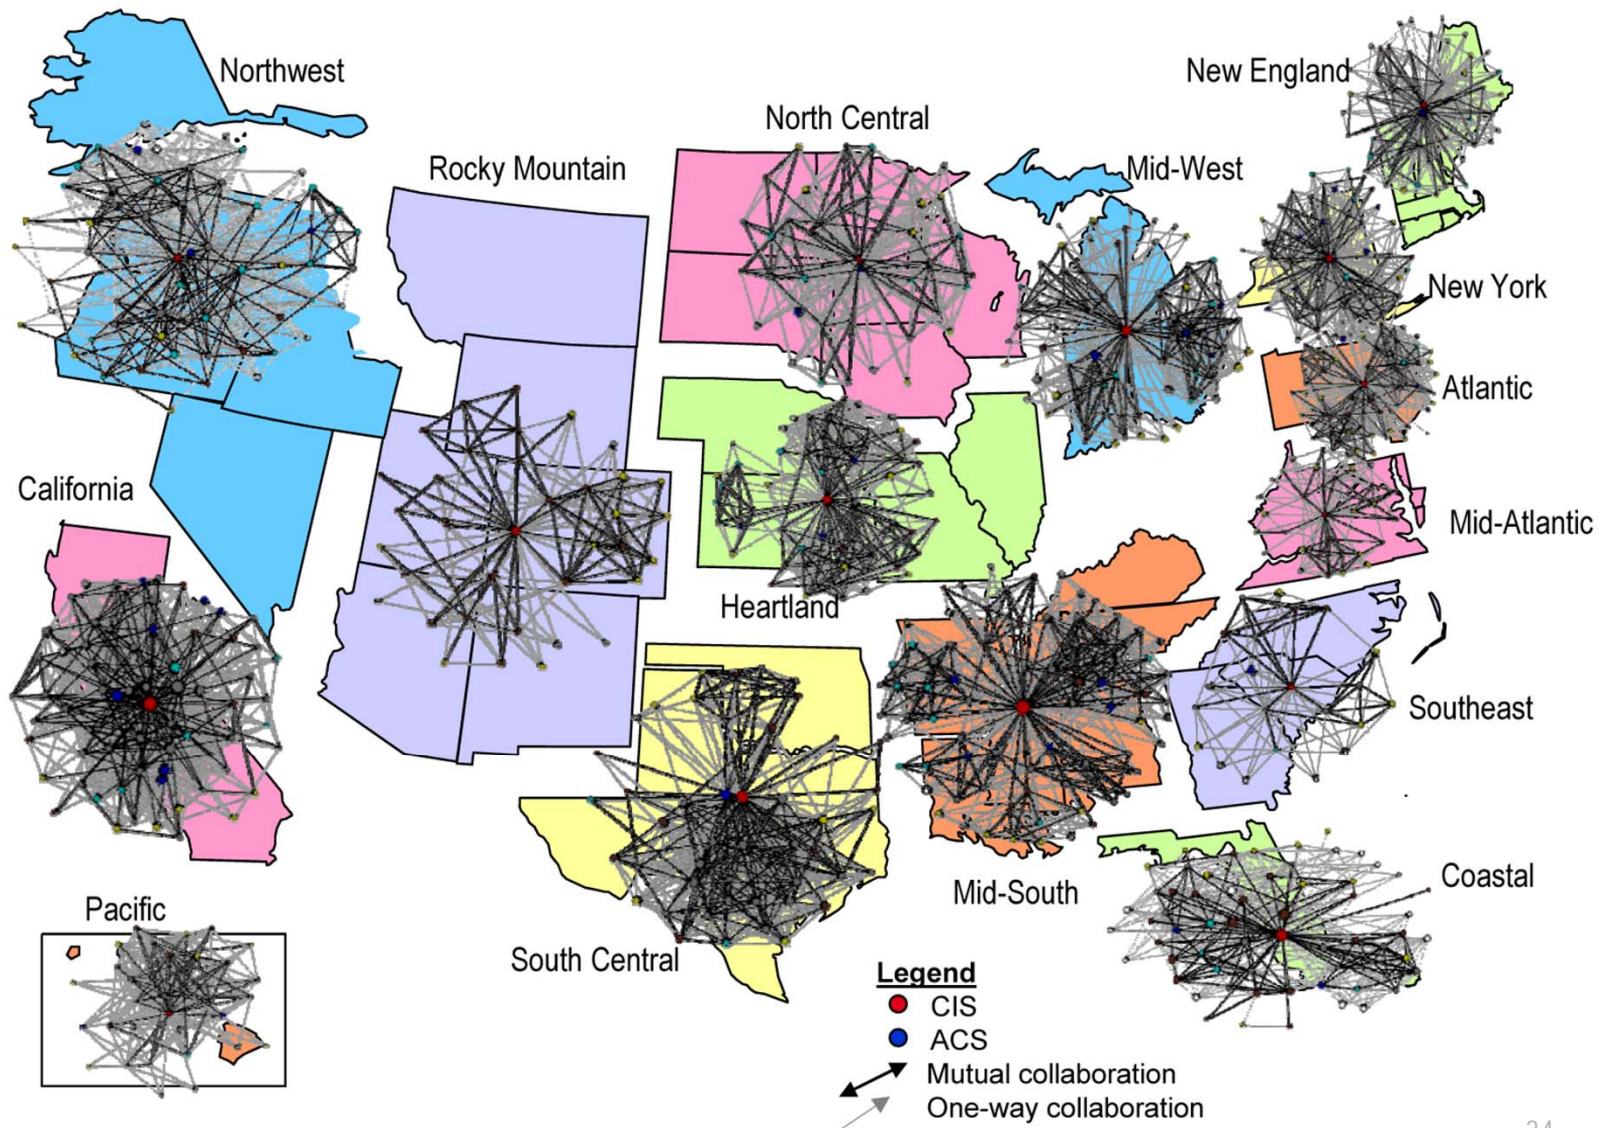 Northwest
New England
North Central
Rocky Mountain
Mid-West
New York
Atlantic
California
Mid-Atlantic
Heartland
Southeast
Coastal
Mid-South
Pacific
South Central
Legend
CIS
ACS
Mutual collaboration
One-way collaboration